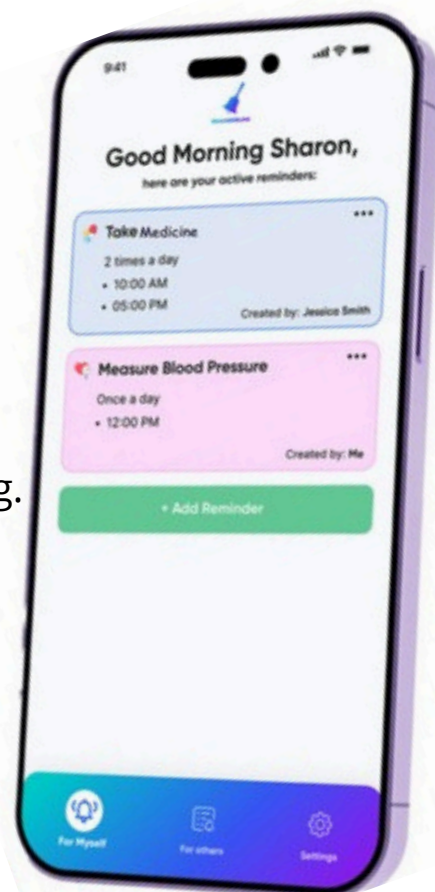 9:41
Good Morning Sharon,
here are your active reminders:
Take Medicine
2 times a day
• 10:00 AM
• 05:00 PM
Created by: Jessica Smith
Measure Blood Pressure
Once a day
• 12:00 PM
Created by: Me
g.
+ Add Reminder
For Myself
For others
Settings